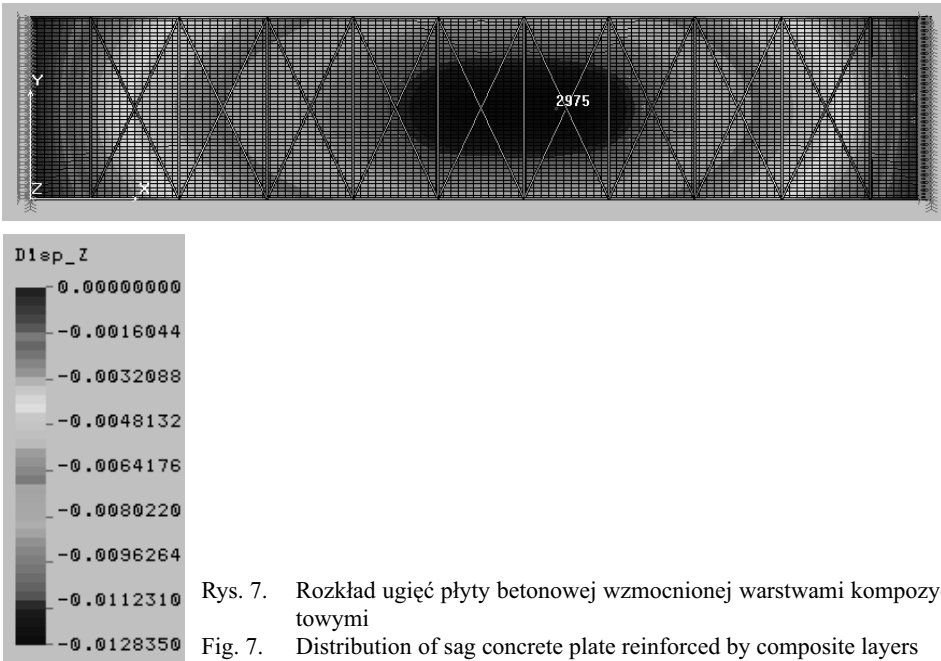 2975
Y
Z
X
Disp_Z
0.00000000
-0.0016044
-0.0032088
-0.0048132
-0.0064176
-0.0080220
-0.0096264
-0.0112310
-0.0128350
Rys. 7. Rozkład ugięć płyty betonowej wzmocnionej warstwami kompozy-
towymi
Fig. 7. Distribution of sag concrete plate reinforced by composite layers